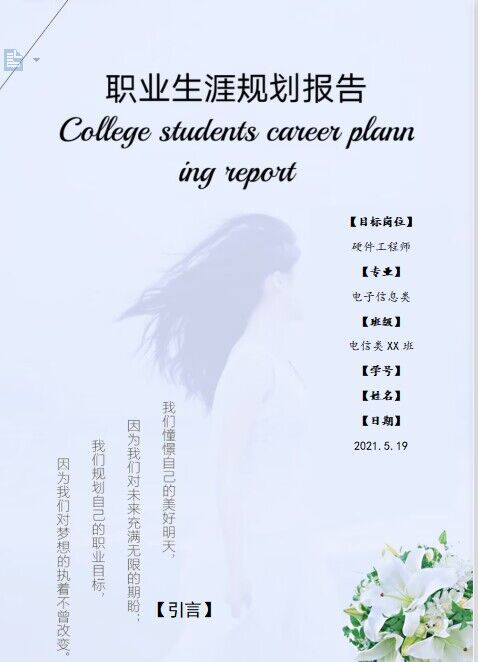 职业生涯规划报告
College students career plann
ing report
【目标岗位】
硬件工程师
【专业】
电子信息类
【班级】
电信类 XX 班
【学号】
【姓名】
【日期】
2021.5.19
我们憧憬自己的美好明天，
因为我们对未来充满无限的期盼；
我们规划自己的职业目标，
因为我们对梦想的执着不曾改变。
【引言】